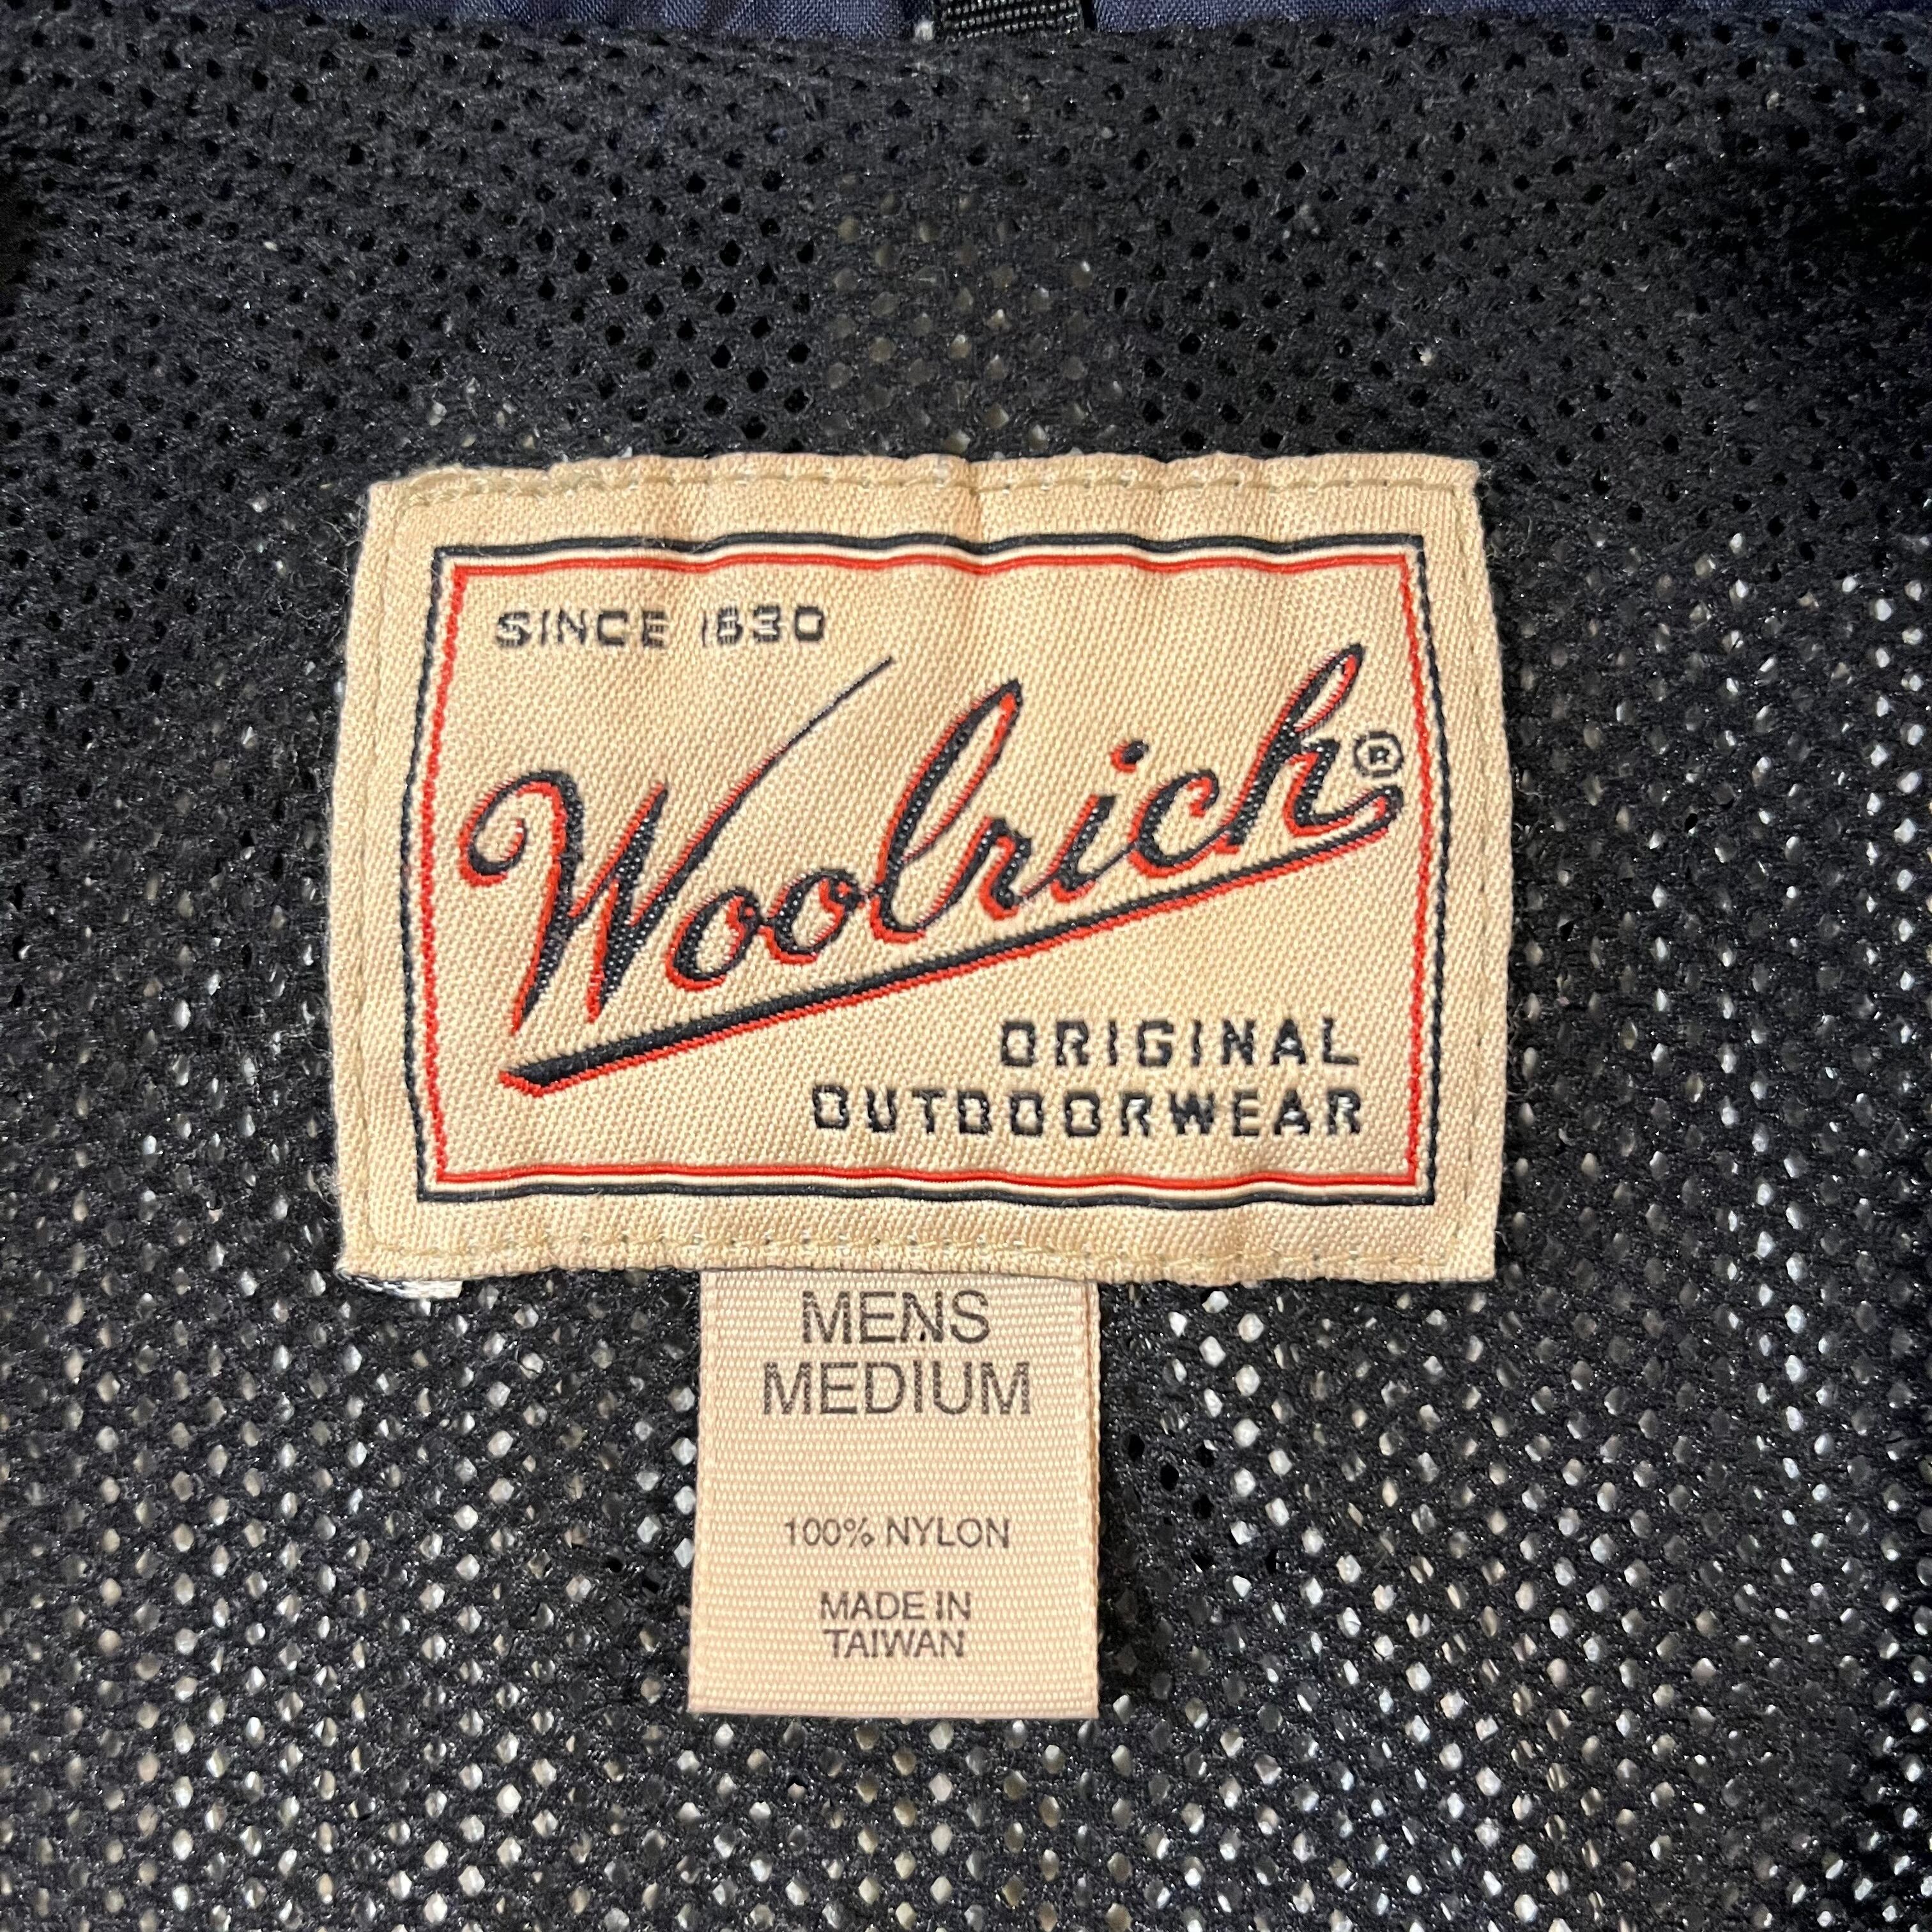 SINCE 1830
Woolrich®
ORIGINAL
OUTDOORWEAR
MENS
MEDIUM
100% NYLON
MADE IN
TAIWAN